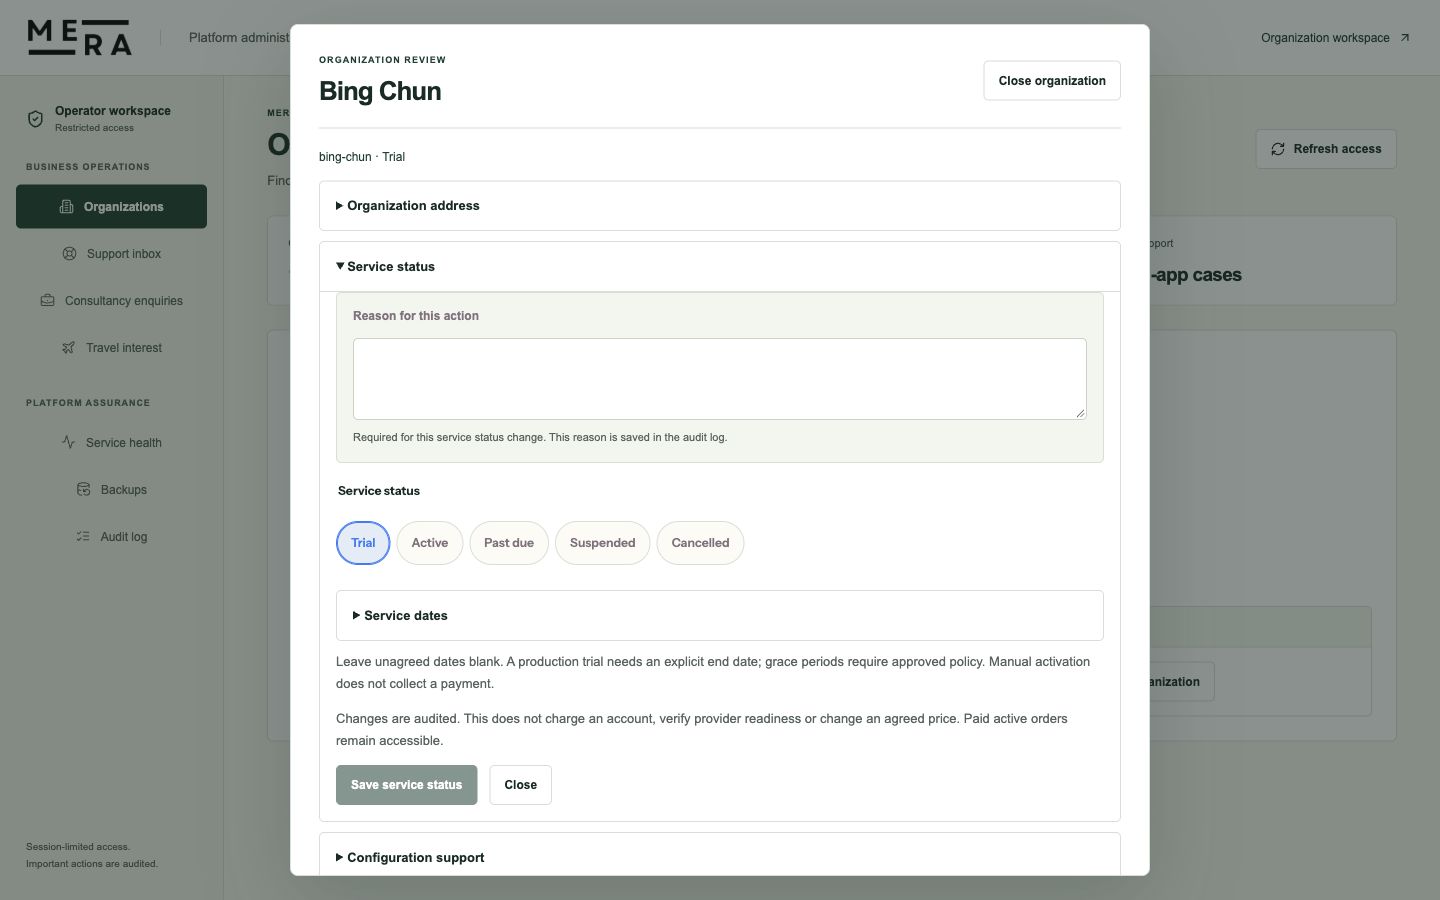 MERA
Platform administ
Organization workspace
Operator workspace
Restricted access
BUSINESS OPERATIONS
Organizations
Support inbox
Consultancy enquiries
Travel interest
PLATFORM ASSURANCE
Service health
Backups
Audit log
Session-limited access.
Important actions are audited.
MER
O
Find
Refresh access
pport
-app cases
anization
ORGANIZATION REVIEW
Bing Chun
Close organization
bing-chun · Trial
Organization address
Service status
Reason for this action
Required for this service status change. This reason is saved in the audit log.
Service status
Trial
Active
Past due
Suspended
Cancelled
Service dates
Leave unagreed dates blank. A production trial needs an explicit end date; grace periods require approved policy. Manual activation
does not collect a payment.
Changes are audited. This does not charge an account, verify provider readiness or change an agreed price. Paid active orders
remain accessible.
Save service status
Close
Configuration support